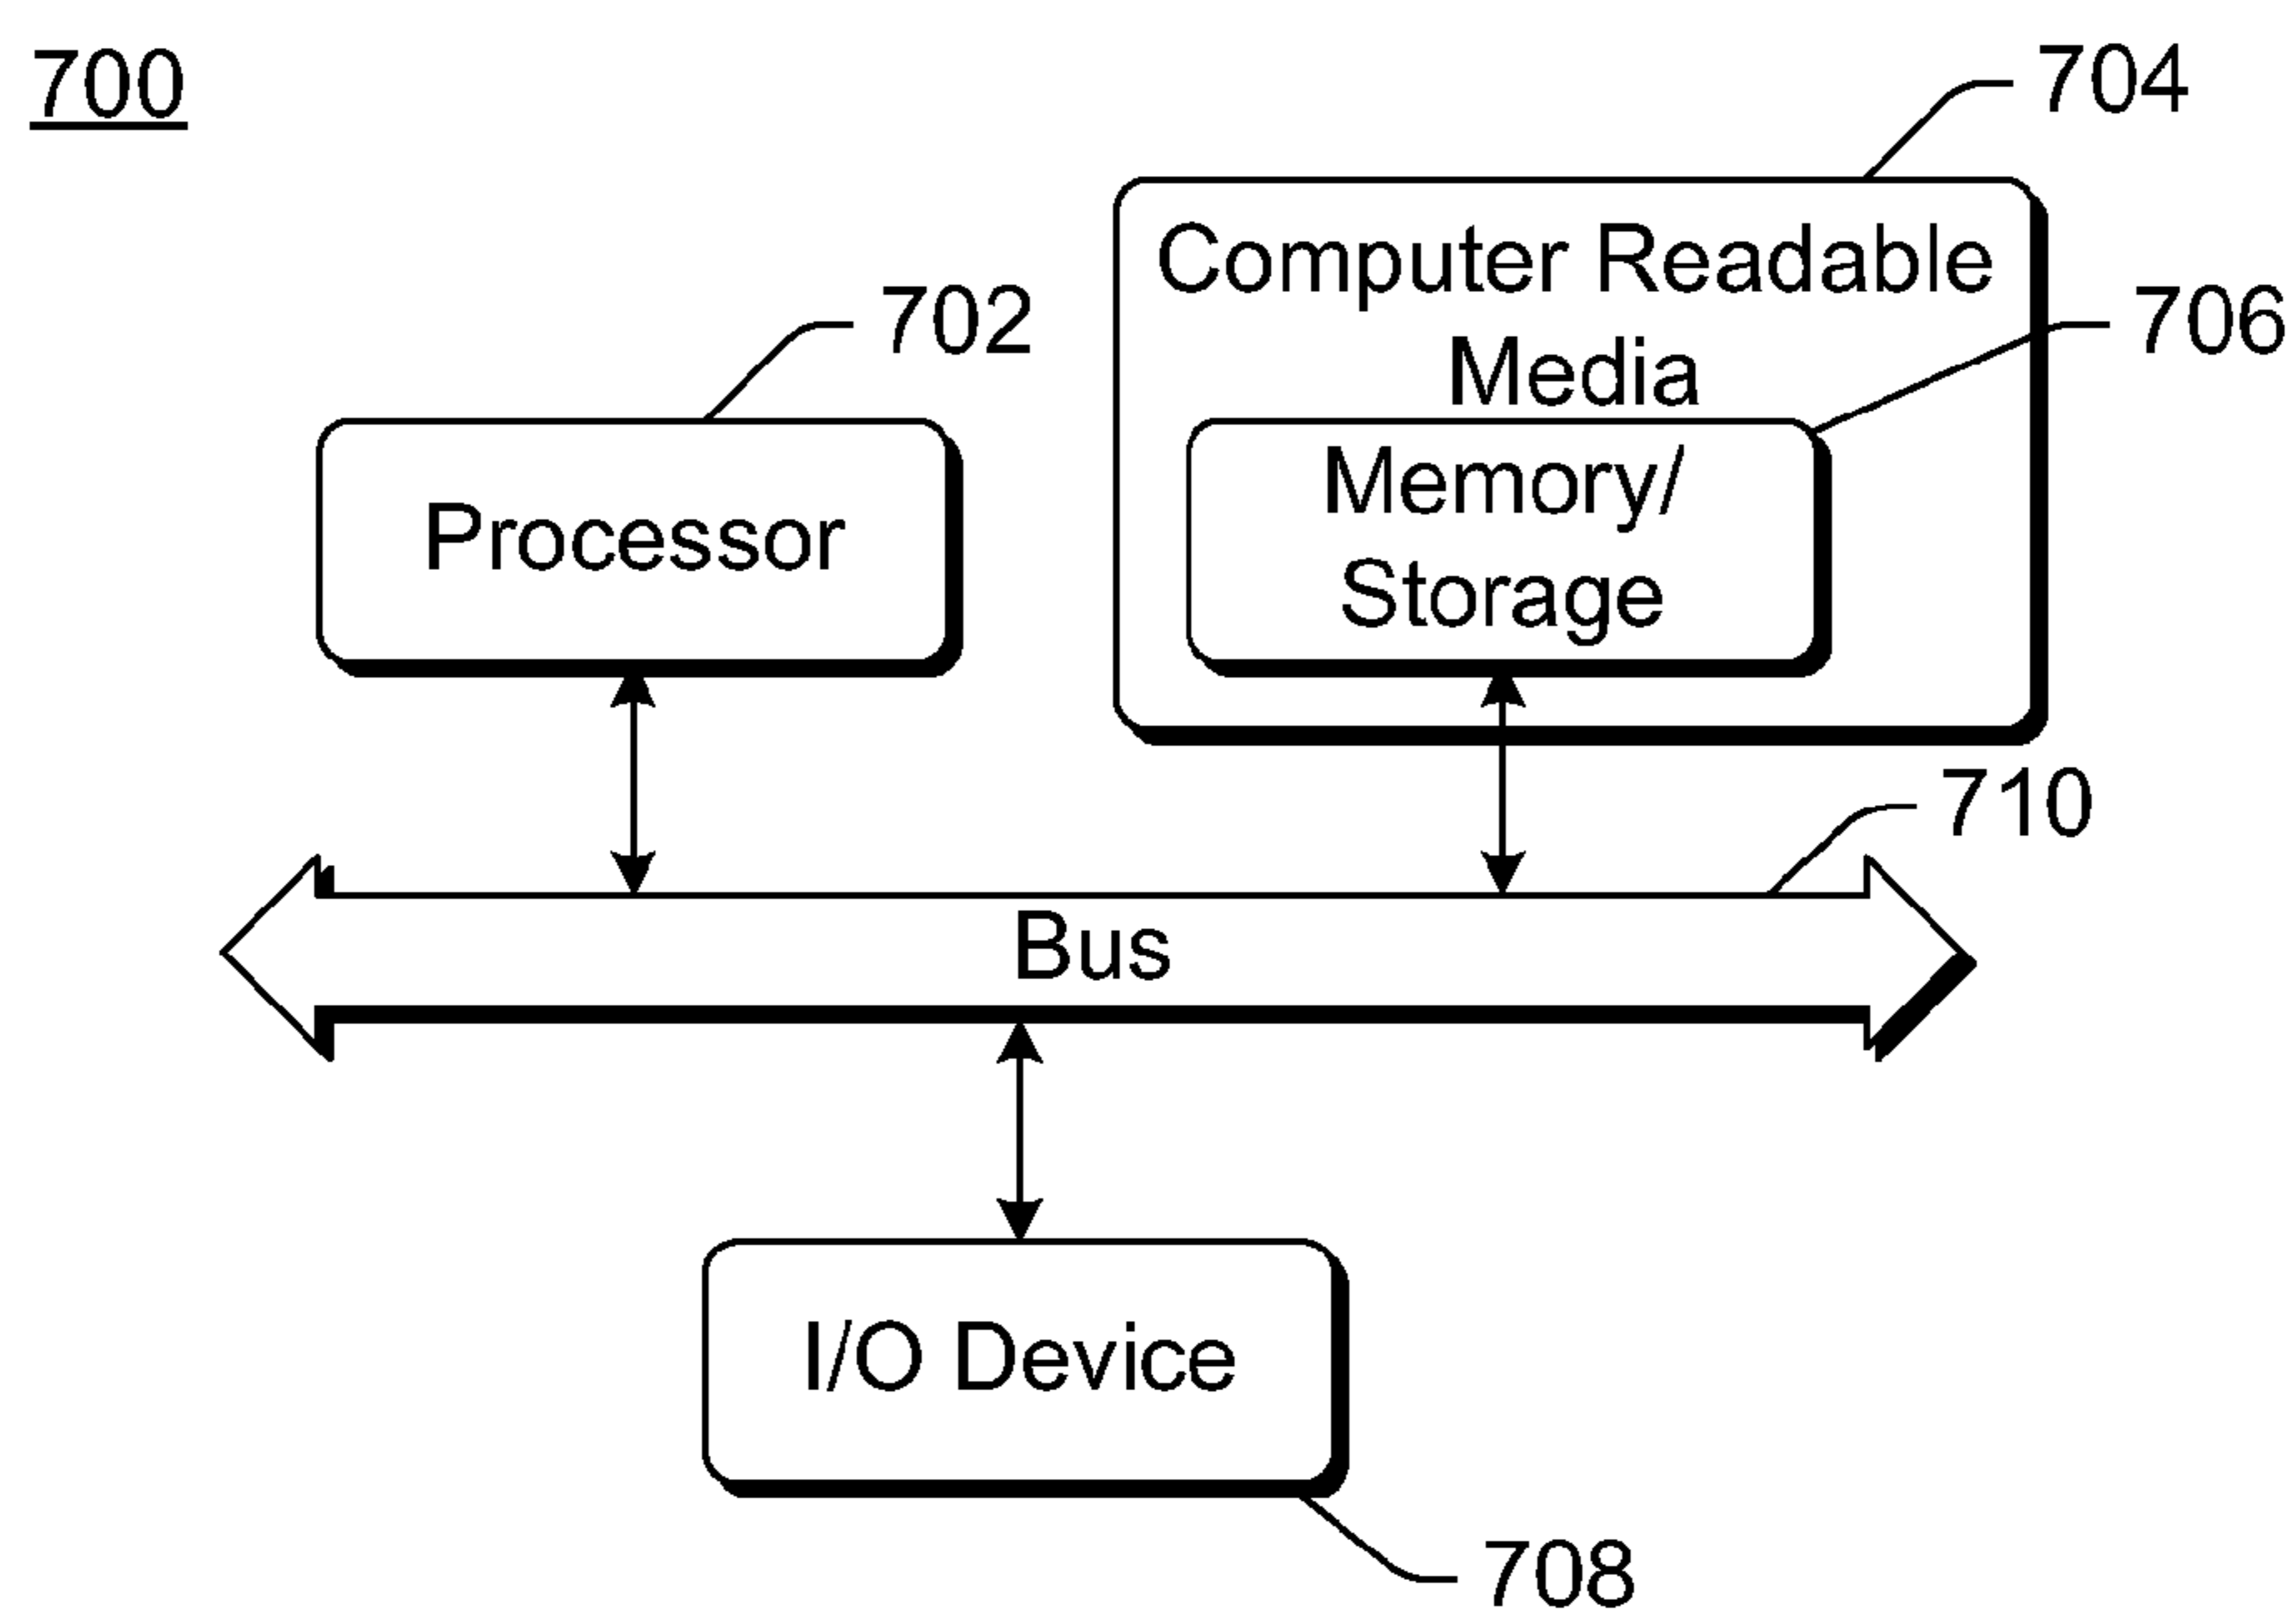 700
704
Computer Readable
Media
706
702
Processor
Memory/
Storage
710
Bus
I/O Device
708